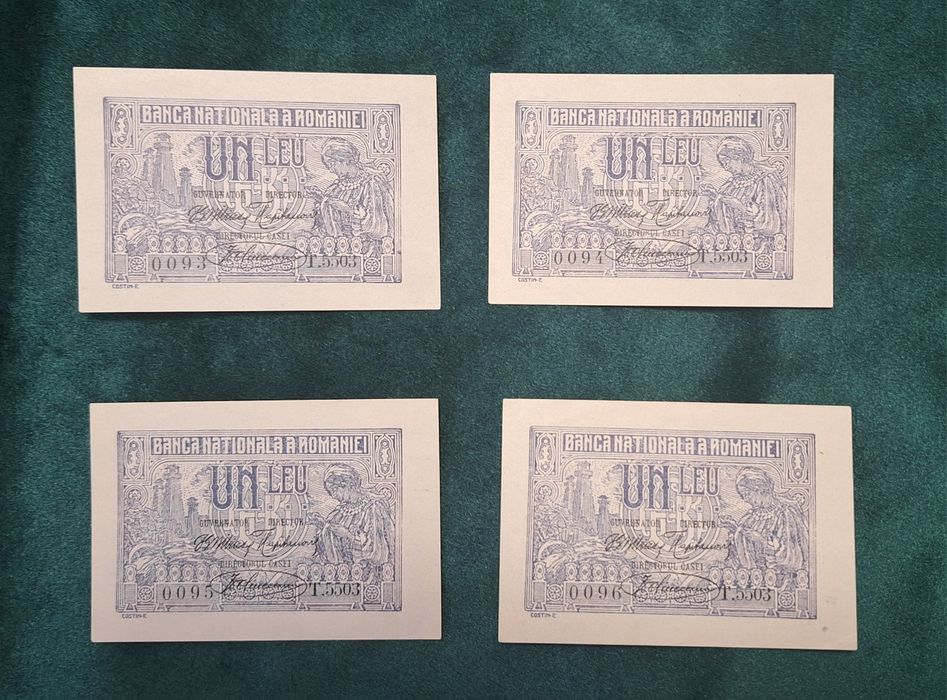 BANCA NATIONALA A ROMANIEI
UN LEU
GUVERNATOR DIRECTOR
DIRECTORUL CASEI
0093 T.5503
COSTIN-P.
BANCA NATIONALA A ROMANIEI
UN LEU
GUVERNATOR DIRECTOR
DIRECTORUL CASEI
0094 T.5503
COSTIN-P.
BANCA NATIONALA A ROMANIEI
UN LEU
GUVERNATOR DIRECTOR
DIRECTORUL CASEI
0095 T.5503
COSTIN-P.
BANCA NATIONALA A ROMANIEI
UN LEU
GUVERNATOR DIRECTOR
DIRECTORUL CASEI
0096 T.5503
COSTIN-P.